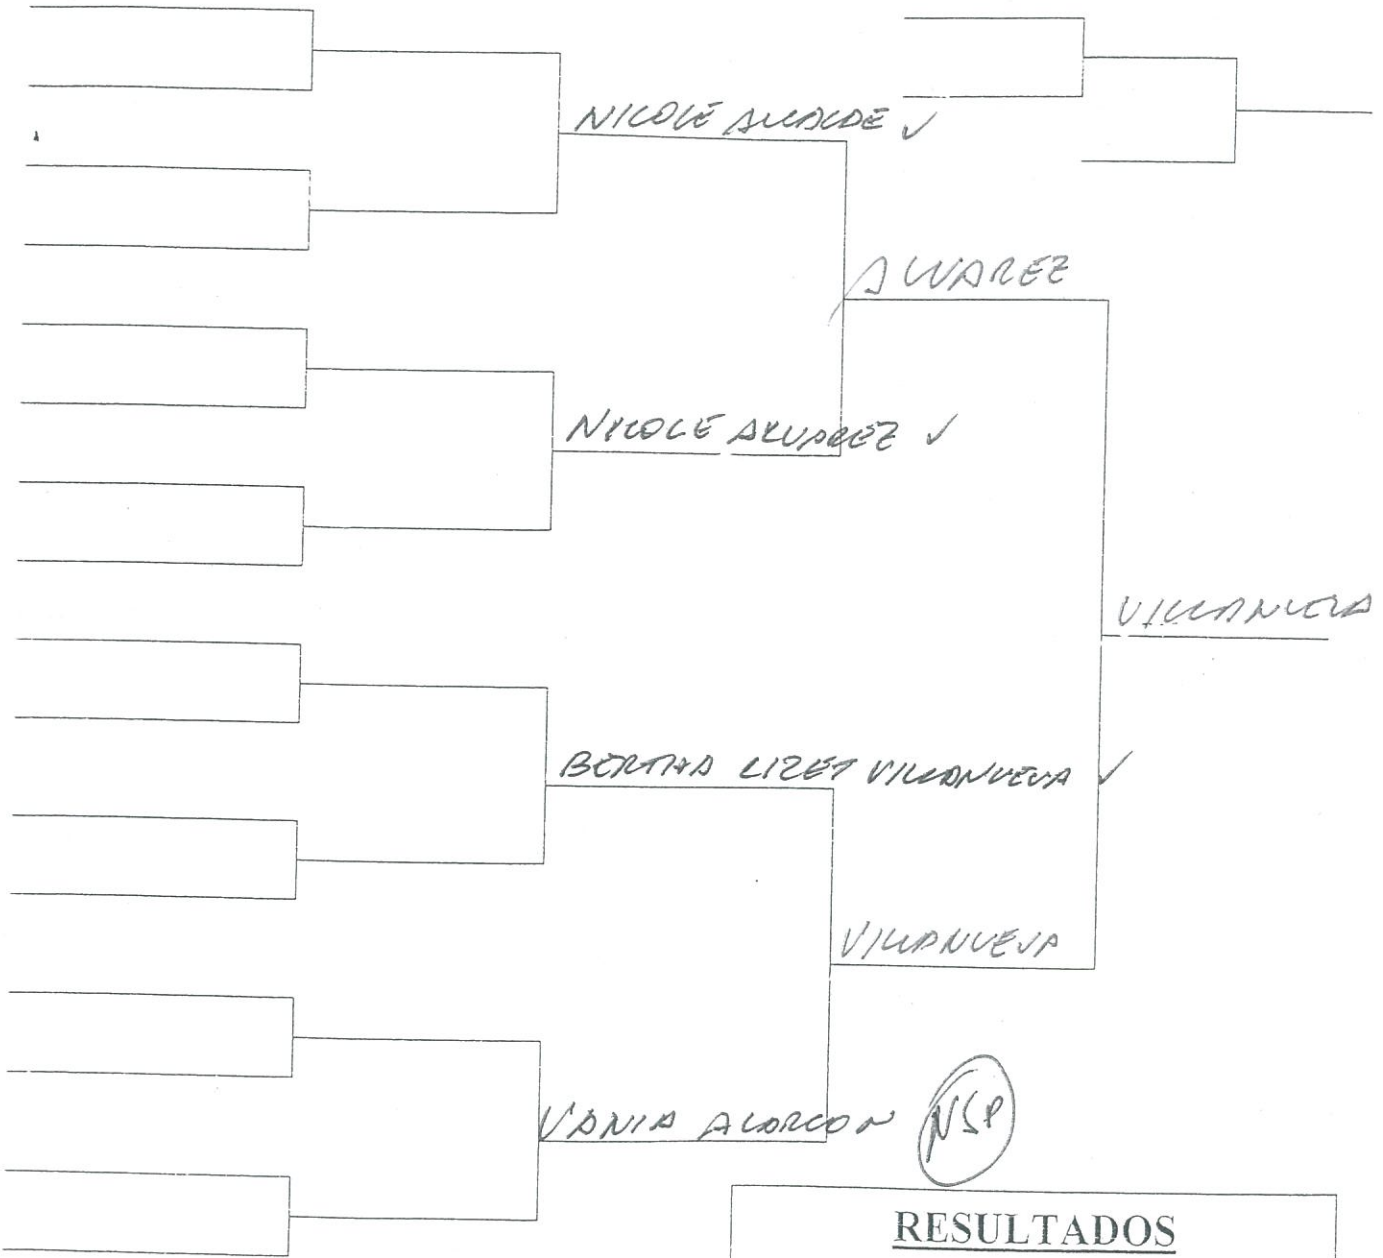 NICOLE ALCALDE ✓
ALVAREZ
NICOLE ALVAREZ ✓
VILLANUEVA
BERTHA LIZET VILLANUEVA ✓
VILLANUEVA
VANIA ALARCON NSP
RESULTADOS